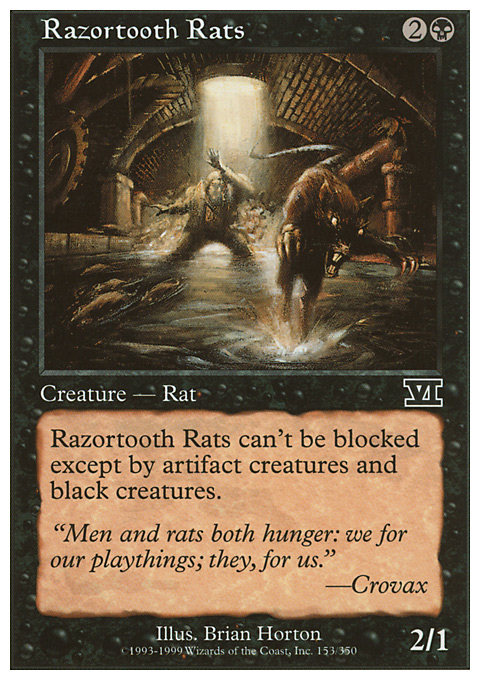 Razortooth Rats 2
VI
Creature — Rat
Razortooth Rats can't be blocked
except by artifact creatures and
black creatures.
“Men and rats both hunger: we for
our playthings; they, for us.”
—Crovax
Illus. Brian Horton
©1993-1999 Wizards of the Coast, Inc. 153/350
2/1